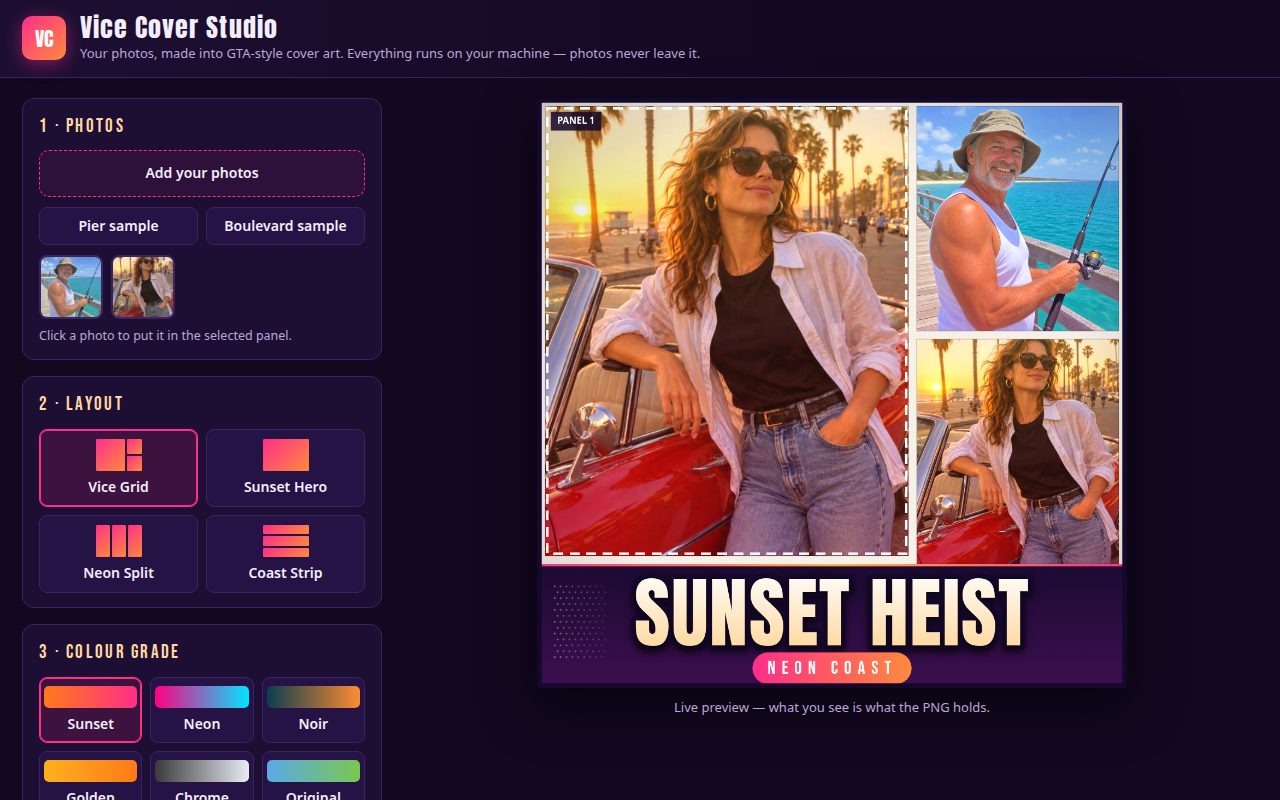 VC
Vice Cover Studio
Your photos, made into GTA-style cover art. Everything runs on your machine — photos never leave it.
1 · PHOTOS
Add your photos
Pier sample
Boulevard sample
Click a photo to put it in the selected panel.
2 · LAYOUT
Vice Grid
Sunset Hero
Neon Split
Coast Strip
3 · COLOUR GRADE
Sunset
Neon
Noir
Golden
Chrome
Original
PANEL 1
SUNSET HEIST
NEON COAST
Live preview — what you see is what the PNG holds.